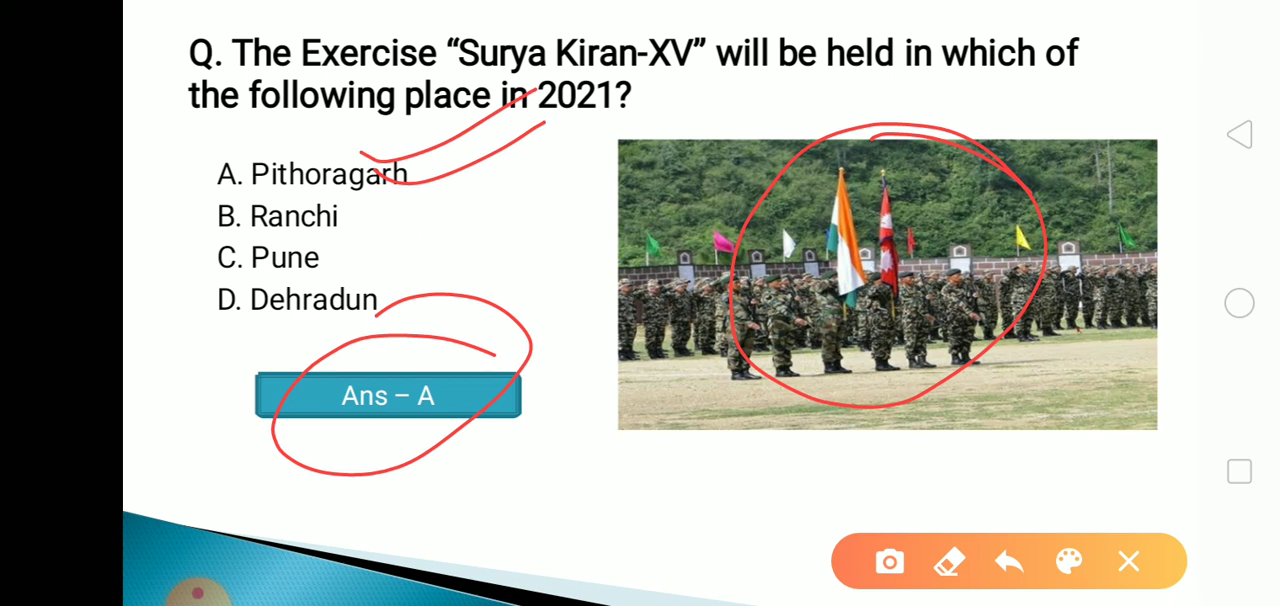 Q. The Exercise “Surya Kiran-XV” will be held in which of
the following place in 2021?
A. Pithoragarh
B. Ranchi
C. Pune
D. Dehradun
Ans – A